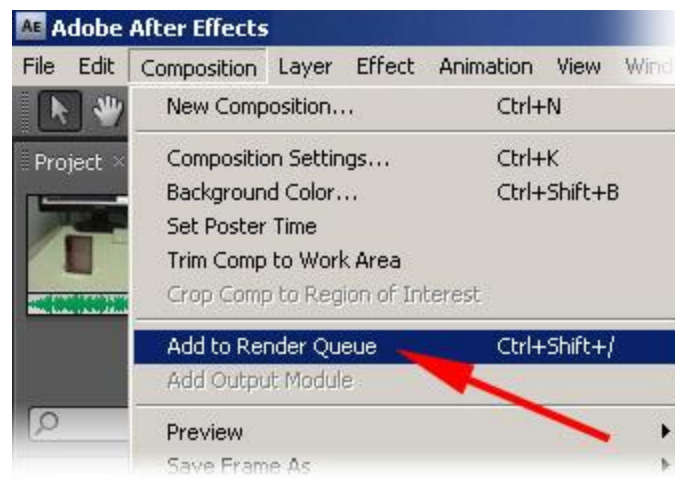 AE Adobe After Effects
File Edit Composition Layer Effect Animation View Wind
Project ×
New Composition... Ctrl+N
Composition Settings... Ctrl+K
Background Color... Ctrl+Shift+B
Set Poster Time
Trim Comp to Work Area
Crop Comp to Region of Interest
Add to Render Queue Ctrl+Shift+/
Add Output Module
Preview
Save Frame As